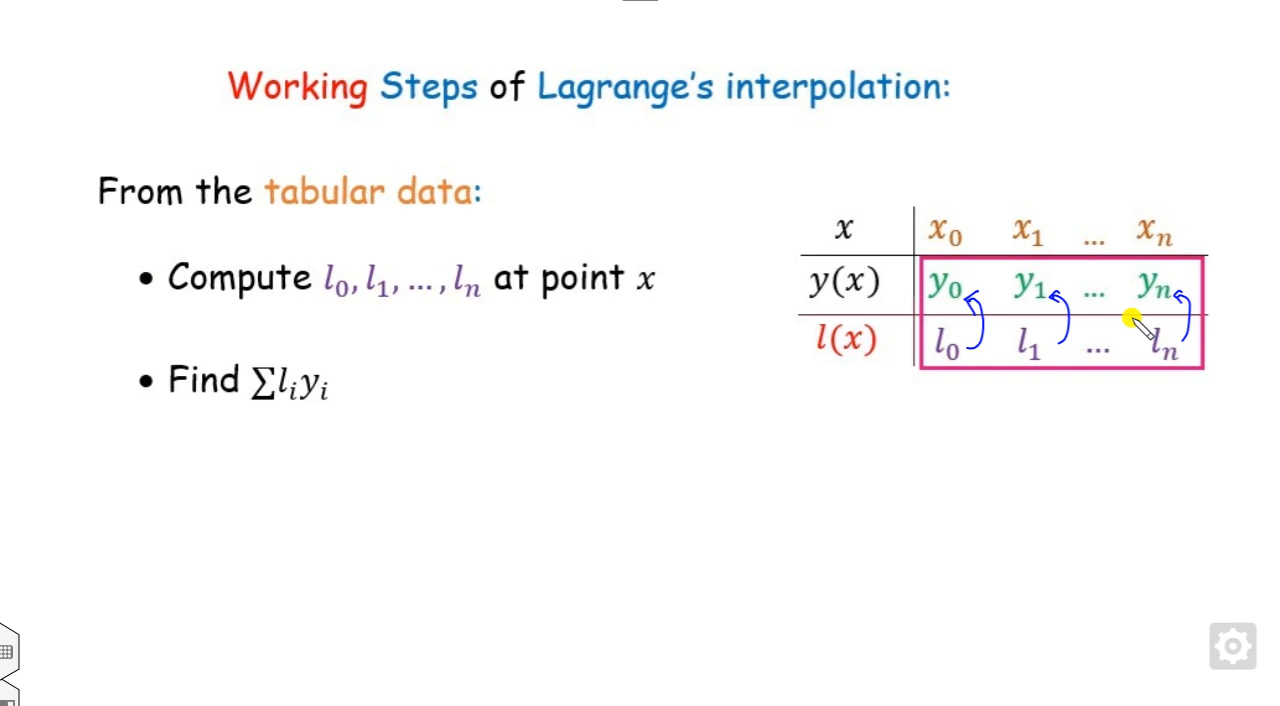 Working Steps of Lagrange's interpolation:
From the tabular data:
• Compute l₀, l₁, … , lₙ at point x
• Find ∑lᵢyᵢ
x x₀ x₁ … xₙ
y(x) y₀ y₁ … yₙ
l(x) l₀ l₁ … lₙ